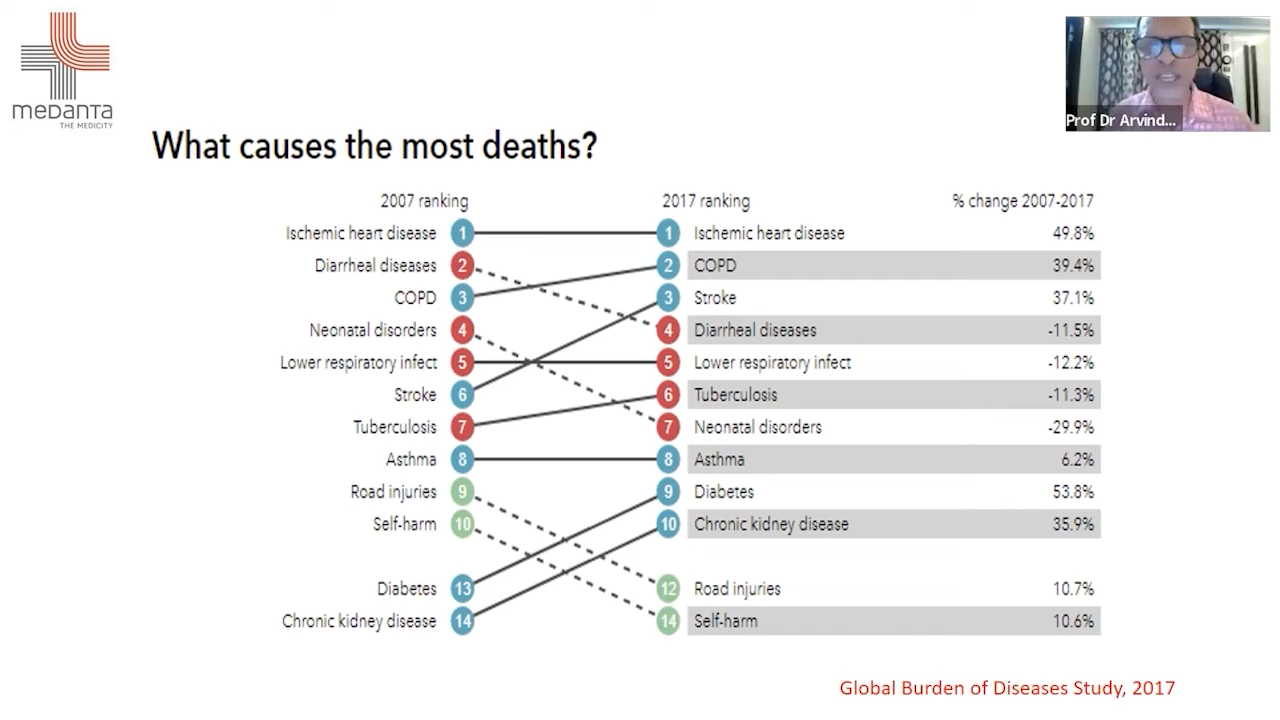 medanta
THE MEDICITY
Prof Dr Arvind...
What causes the most deaths?
2007 ranking 2017 ranking % change 2007-2017
Ischemic heart disease 1 1 Ischemic heart disease 49.8%
Diarrheal diseases 2 2 COPD 39.4%
COPD 3 3 Stroke 37.1%
Neonatal disorders 4 4 Diarrheal diseases -11.5%
Lower respiratory infect 5 5 Lower respiratory infect -12.2%
Stroke 6 6 Tuberculosis -11.3%
Tuberculosis 7 7 Neonatal disorders -29.9%
Asthma 8 8 Asthma 6.2%
Road injuries 9 9 Diabetes 53.8%
Self-harm 10 10 Chronic kidney disease 35.9%
Diabetes 13 12 Road injuries 10.7%
Chronic kidney disease 14 14 Self-harm 10.6%
Global Burden of Diseases Study, 2017